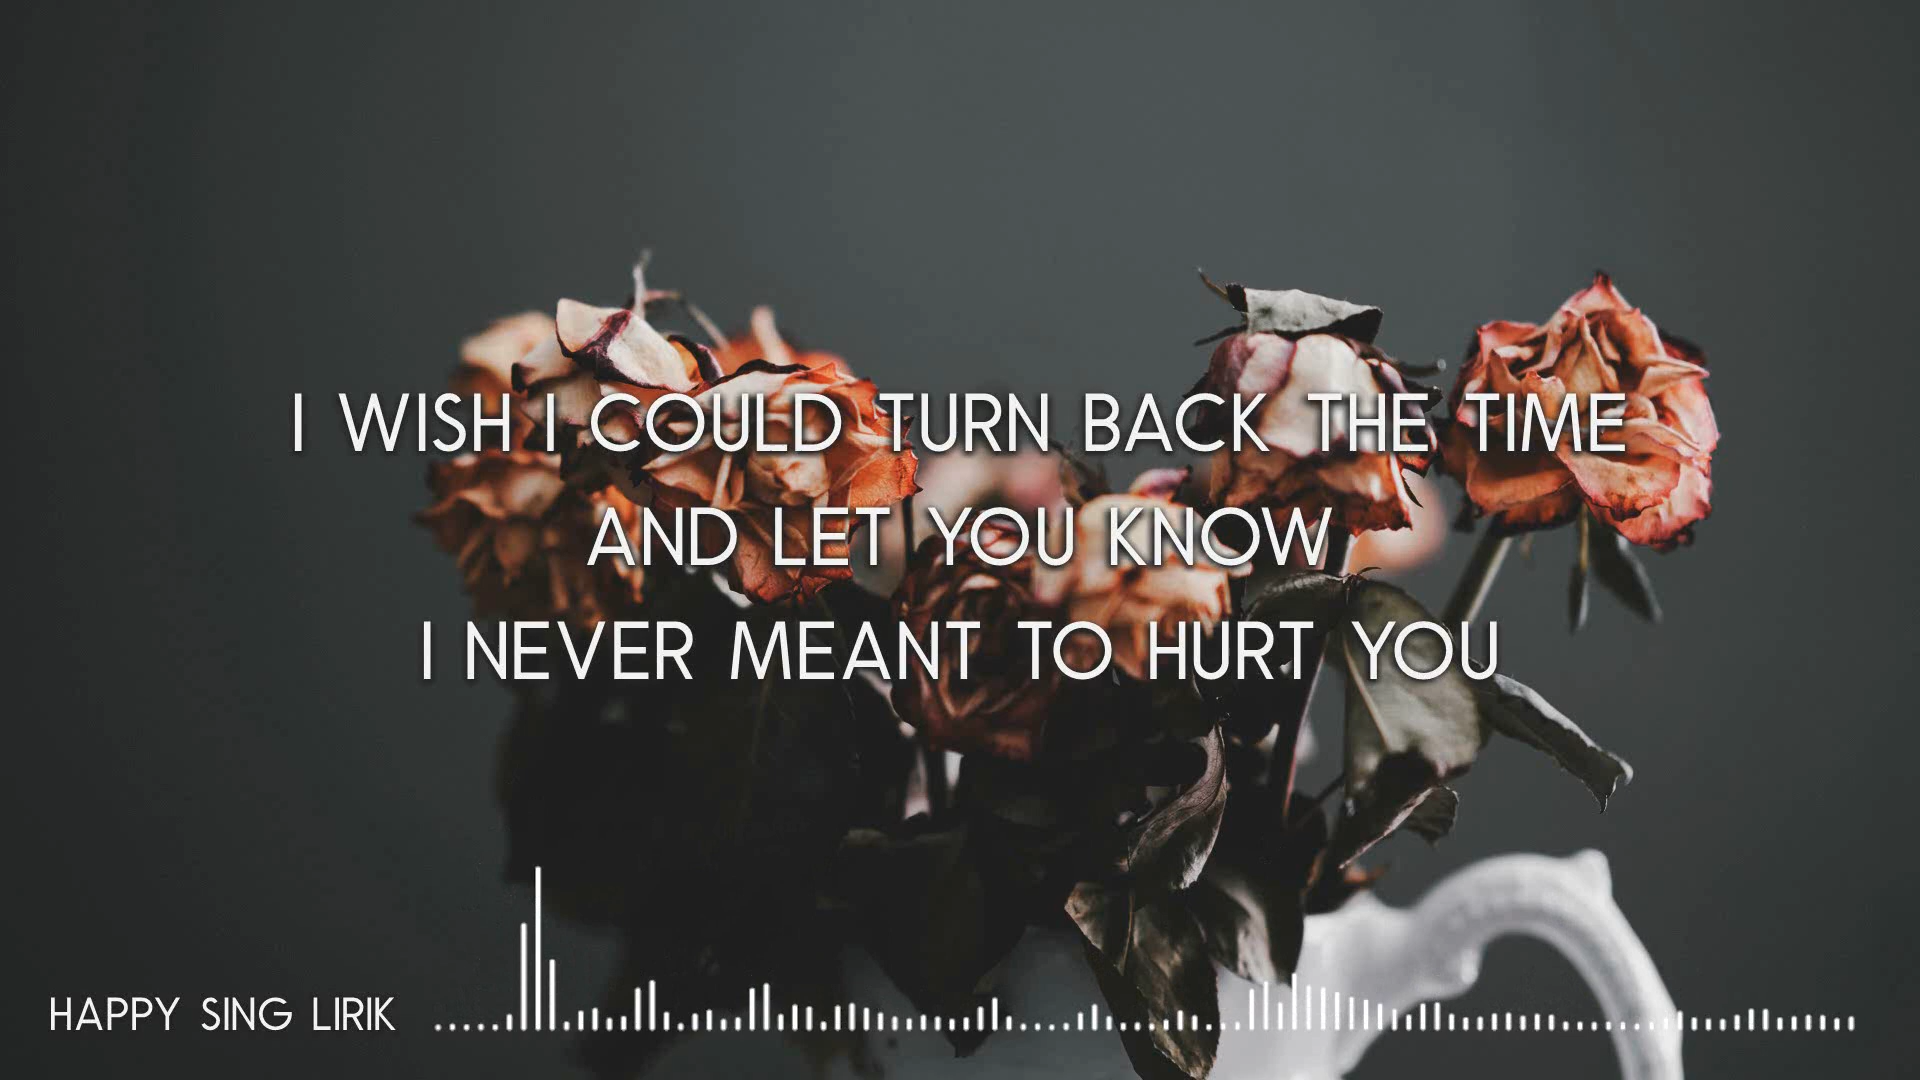 I WISH I COULD TURN BACK THE TIME
AND LET YOU KNOW
I NEVER MEANT TO HURT YOU
HAPPY SING LIRIK